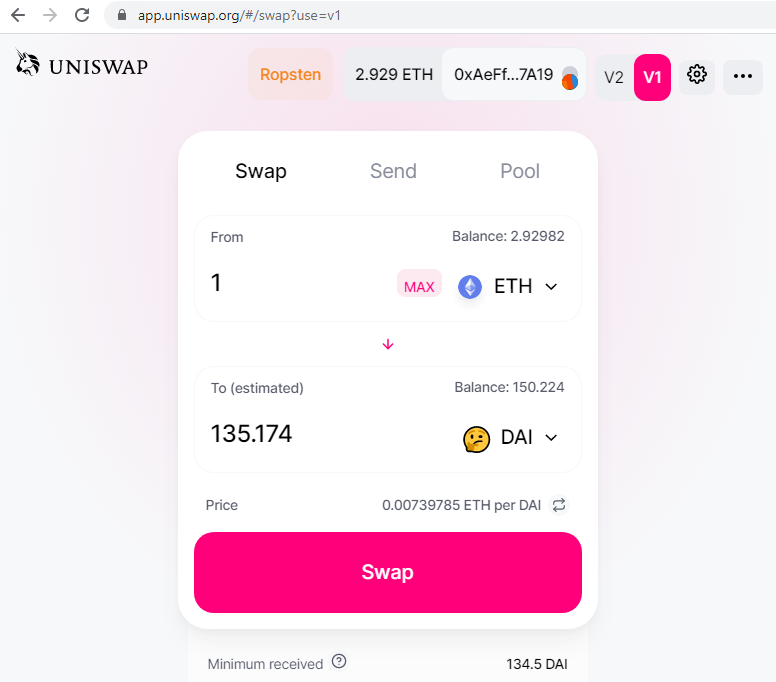 app.uniswap.org/#/swap?use=v1
UNISWAP
Ropsten
2.929 ETH
0xAeFf...7A19
V2
V1
Swap
Send
Pool
From
Balance: 2.92982
1
MAX
ETH
To (estimated)
Balance: 150.224
135.174
DAI
Price
0.00739785 ETH per DAI
Swap
Minimum received ?
134.5 DAI